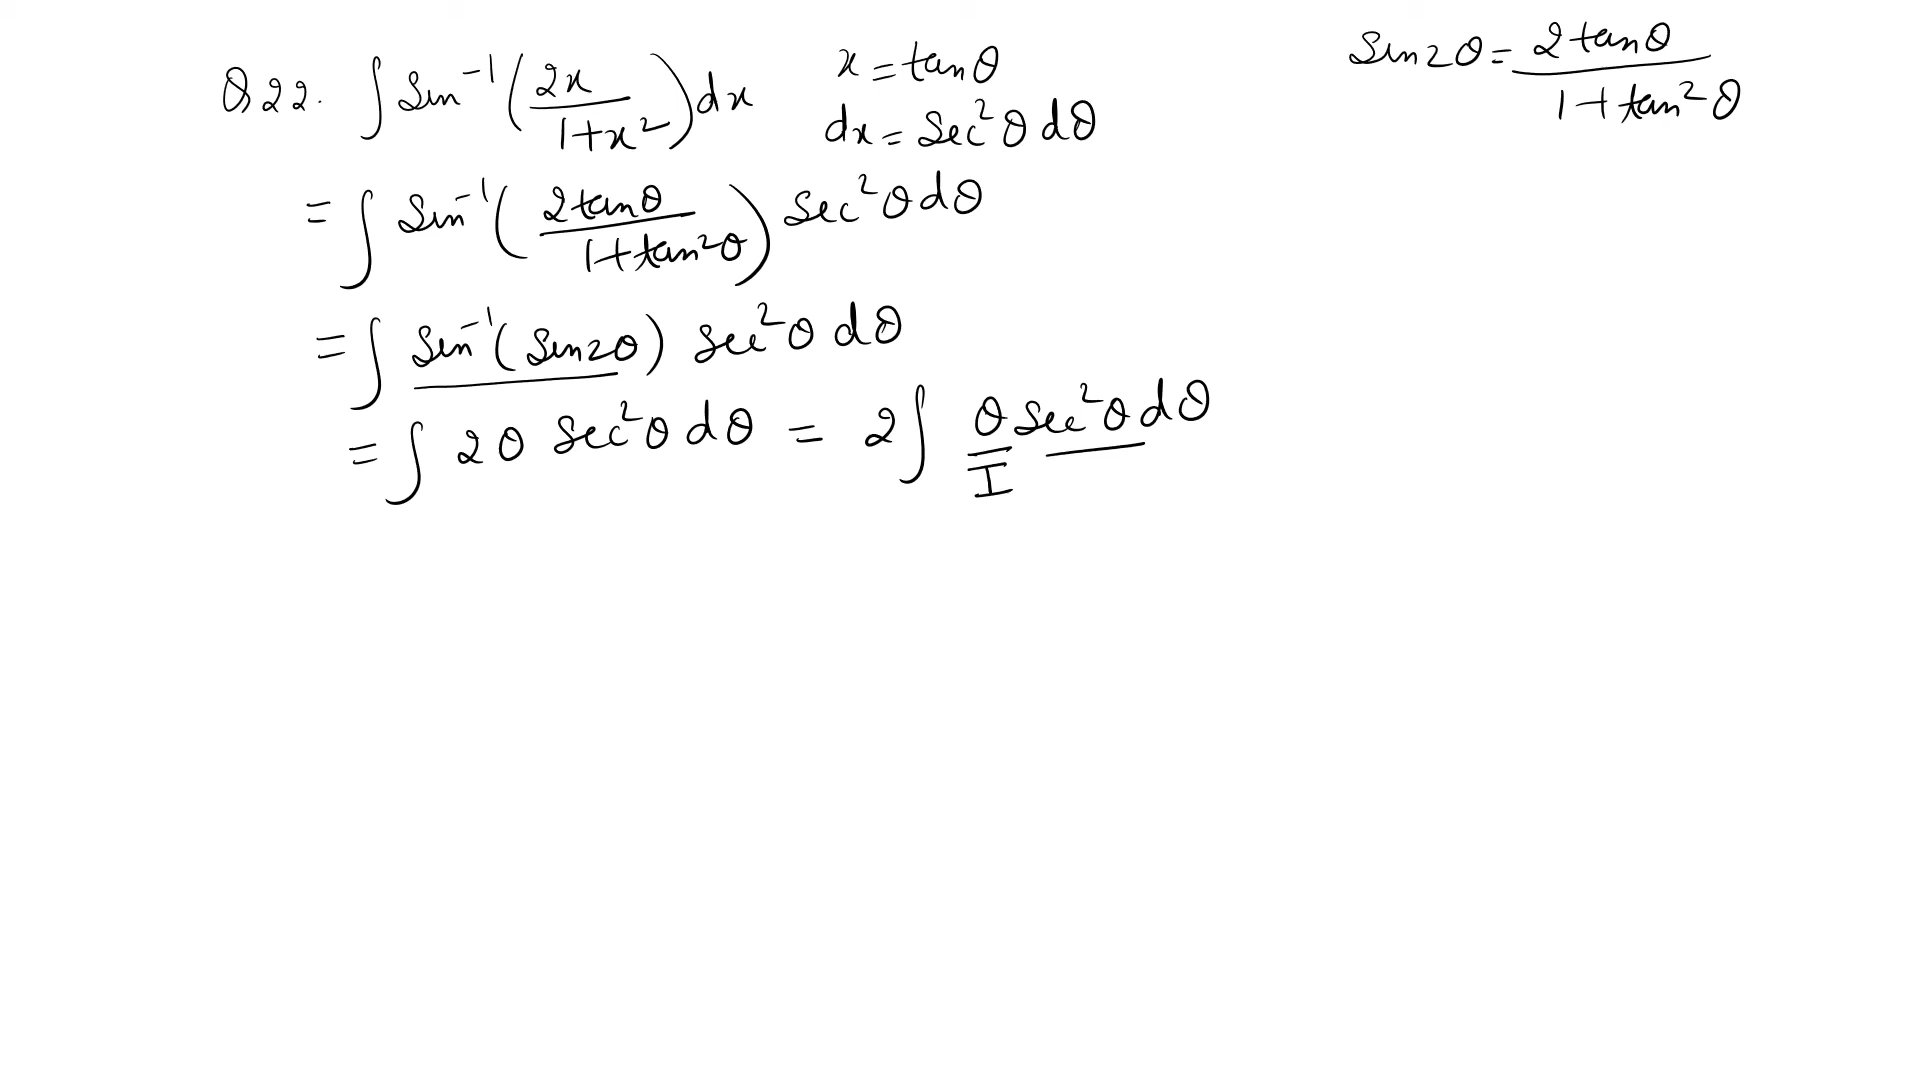 Q22. ∫ Sin⁻¹(2x/(1+x²))dx x = tanθ Sin2θ = 2tanθ/(1+tan²θ)
dx = Sec²θ dθ
= ∫ Sin⁻¹(2tanθ/(1+tan²θ)) Sec²θ dθ
= ∫ Sin⁻¹(Sin2θ) Sec²θ dθ
= ∫ 2θ Sec²θ dθ = 2∫ θ Sec²θ dθ
I